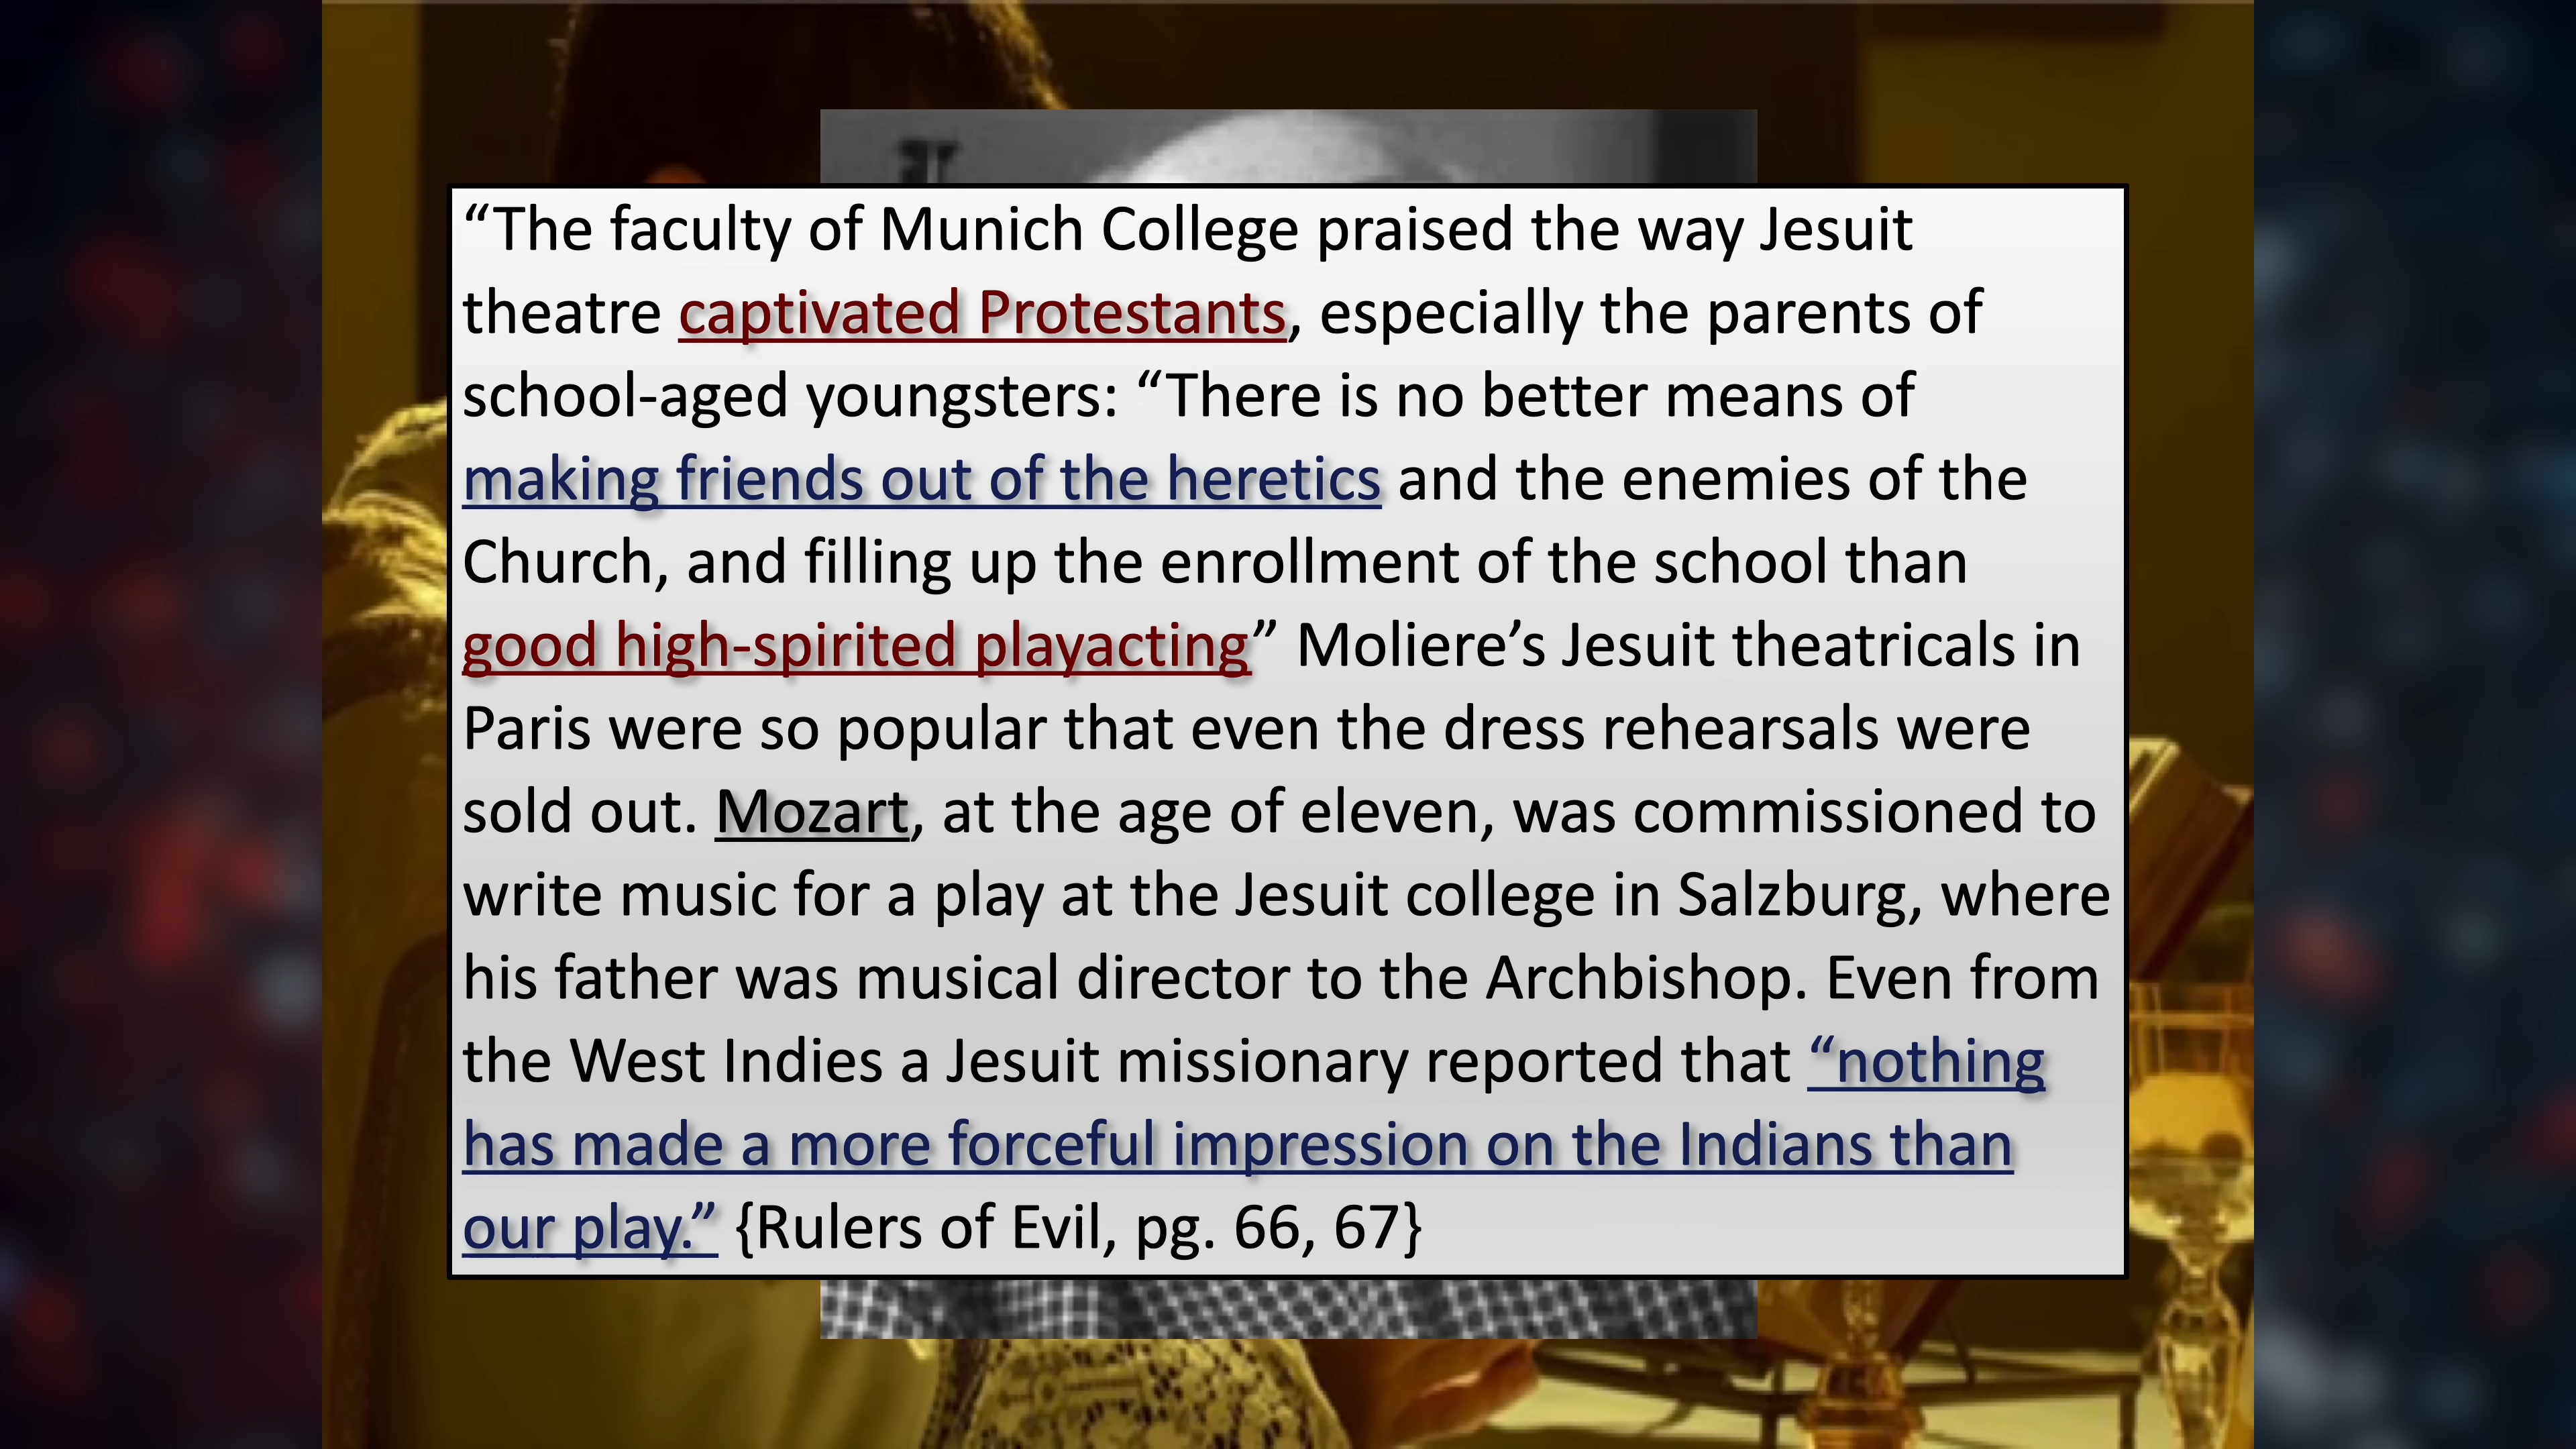 “The faculty of Munich College praised the way Jesuit
theatre captivated Protestants, especially the parents of
school-aged youngsters: “There is no better means of
making friends out of the heretics and the enemies of the
Church, and filling up the enrollment of the school than
good high-spirited playacting” Moliere’s Jesuit theatricals in
Paris were so popular that even the dress rehearsals were
sold out. Mozart, at the age of eleven, was commissioned to
write music for a play at the Jesuit college in Salzburg, where
his father was musical director to the Archbishop. Even from
the West Indies a Jesuit missionary reported that “nothing
has made a more forceful impression on the Indians than
our play.” {Rulers of Evil, pg. 66, 67}